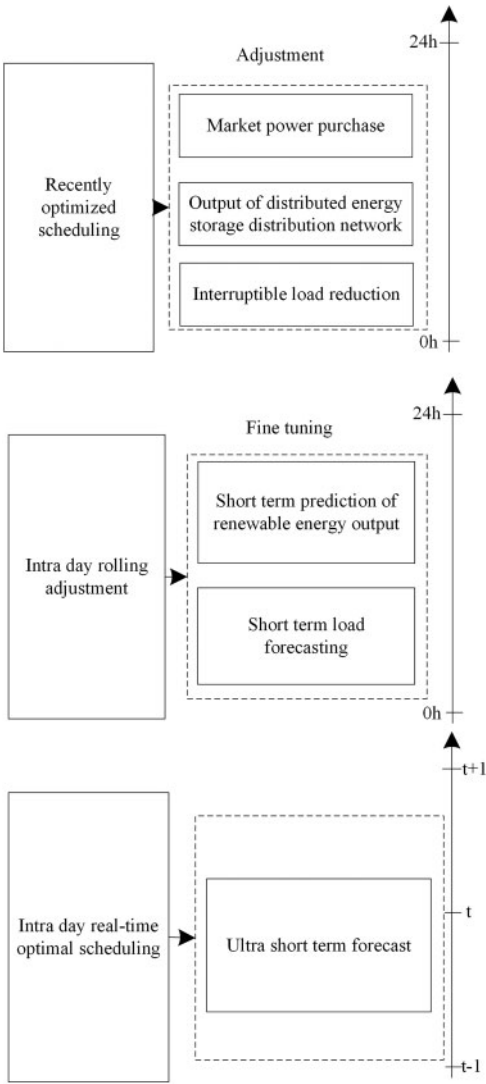 24h
Adjustment
Market power purchase
Recently
optimized
scheduling
Output of distributed energy
storage distribution network
Interruptible load reduction
0h
24h
Fine tuning
Short term prediction of
renewable energy output
Intra day rolling
adjustment
Short term load
forecasting
0h
t+1
Intra day real-time
optimal scheduling
Ultra short term forecast
t
t-1